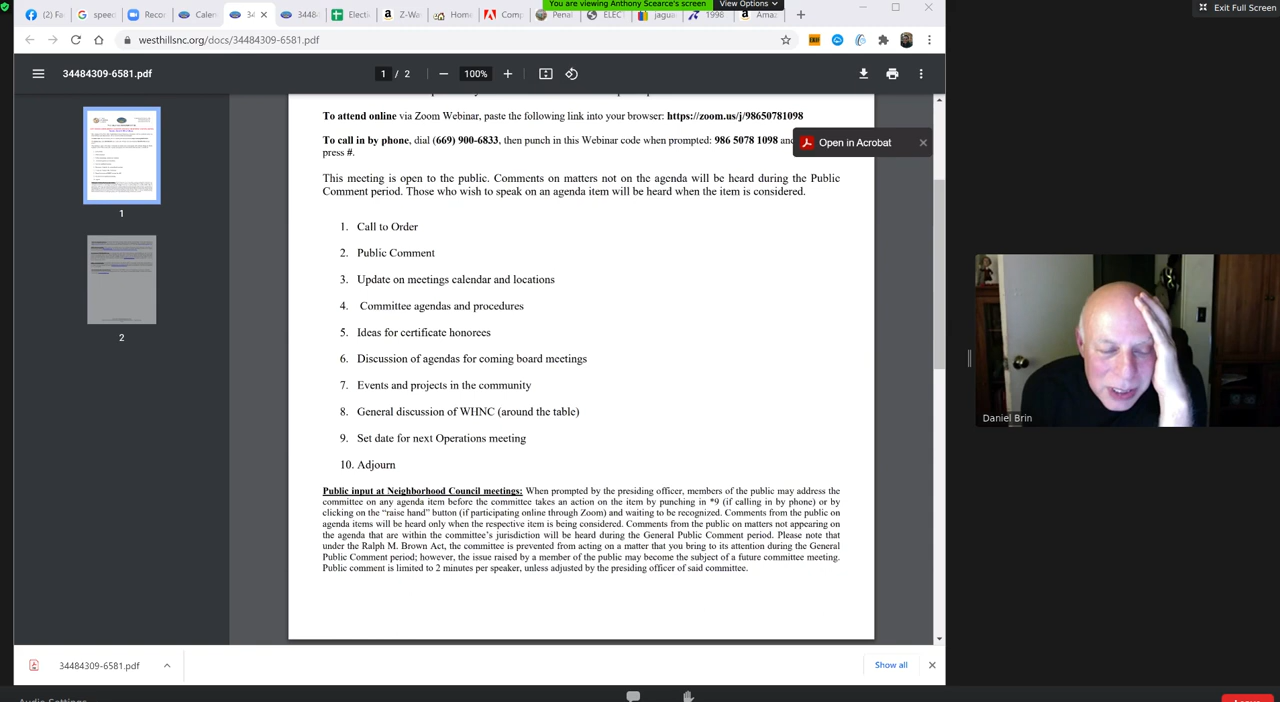 You are viewing Anthony Scearce's screen
View Options
Exit Full Screen
speec
Reco
Caler
34
3448
Elect
Z-Wa
Home
Comp
Penal
ELEC
jagua
1998
Amaz
westhillsnc.org/docs/34484309-6581.pdf
34484309-6581.pdf
1 / 2
100%
To attend online via Zoom Webinar, paste the following link into your browser: https://zoom.us/j/98650781098
To call in by phone, dial (669) 900-6833, then punch in this Webinar code when prompted: 986 5078 1098 and
press #.
Open in Acrobat
This meeting is open to the public. Comments on matters not on the agenda will be heard during the Public
Comment period. Those who wish to speak on an agenda item will be heard when the item is considered.
1. Call to Order
2. Public Comment
3. Update on meetings calendar and locations
4. Committee agendas and procedures
5. Ideas for certificate honorees
6. Discussion of agendas for coming board meetings
7. Events and projects in the community
8. General discussion of WHNC (around the table)
9. Set date for next Operations meeting
10. Adjourn
Public input at Neighborhood Council meetings: When prompted by the presiding officer, members of the public may address the
committee on any agenda item before the committee takes an action on the item by punching in *9 (if calling in by phone) or by
clicking on the “raise hand” button (if participating online through Zoom) and waiting to be recognized. Comments from the public on
agenda items will be heard only when the respective item is being considered. Comments from the public on matters not appearing on
the agenda that are within the committee’s jurisdiction will be heard during the General Public Comment period. Please note that
under the Ralph M. Brown Act, the committee is prevented from acting on a matter that you bring to its attention during the General
Public Comment period; however, the issue raised by a member of the public may become the subject of a future committee meeting.
Public comment is limited to 2 minutes per speaker, unless adjusted by the presiding officer of said committee.
1
2
Daniel Brin
34484309-6581.pdf
Show all
Audio Settings
Leave